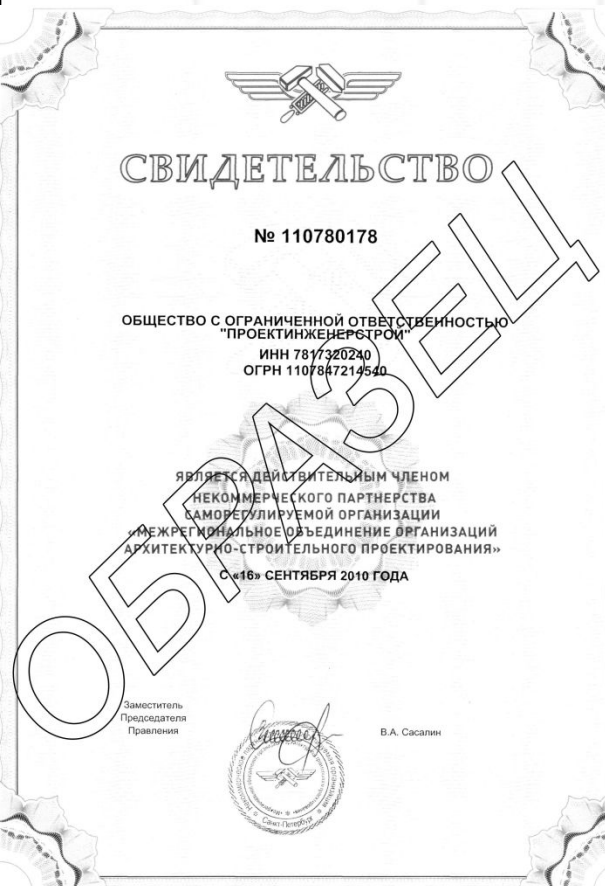 СВИДЕТЕЛЬСТВО
№ 110780178
ОБЩЕСТВО С ОГРАНИЧЕННОЙ ОТВЕТСТВЕННОСТЬЮ
"ПРОЕКТИНЖЕНЕРСТРОЙ"
ИНН 7817320240
ОГРН 1107847214540
ЯВЛЯЕТСЯ ДЕЙСТВИТЕЛЬНЫМ ЧЛЕНОМ
НЕКОММЕРЧЕСКОГО ПАРТНЕРСТВА
САМОРЕГУЛИРУЕМОЙ ОРГАНИЗАЦИИ
«МЕЖРЕГИОНАЛЬНОЕ ОБЪЕДИНЕНИЕ ОРГАНИЗАЦИЙ
АРХИТЕКТУРНО-СТРОИТЕЛЬНОГО ПРОЕКТИРОВАНИЯ»
С «16» СЕНТЯБРЯ 2010 ГОДА
ОБРАЗЕЦ
Заместитель
Председателя
Правления
В.А. Сасалин
Санкт-Петербург